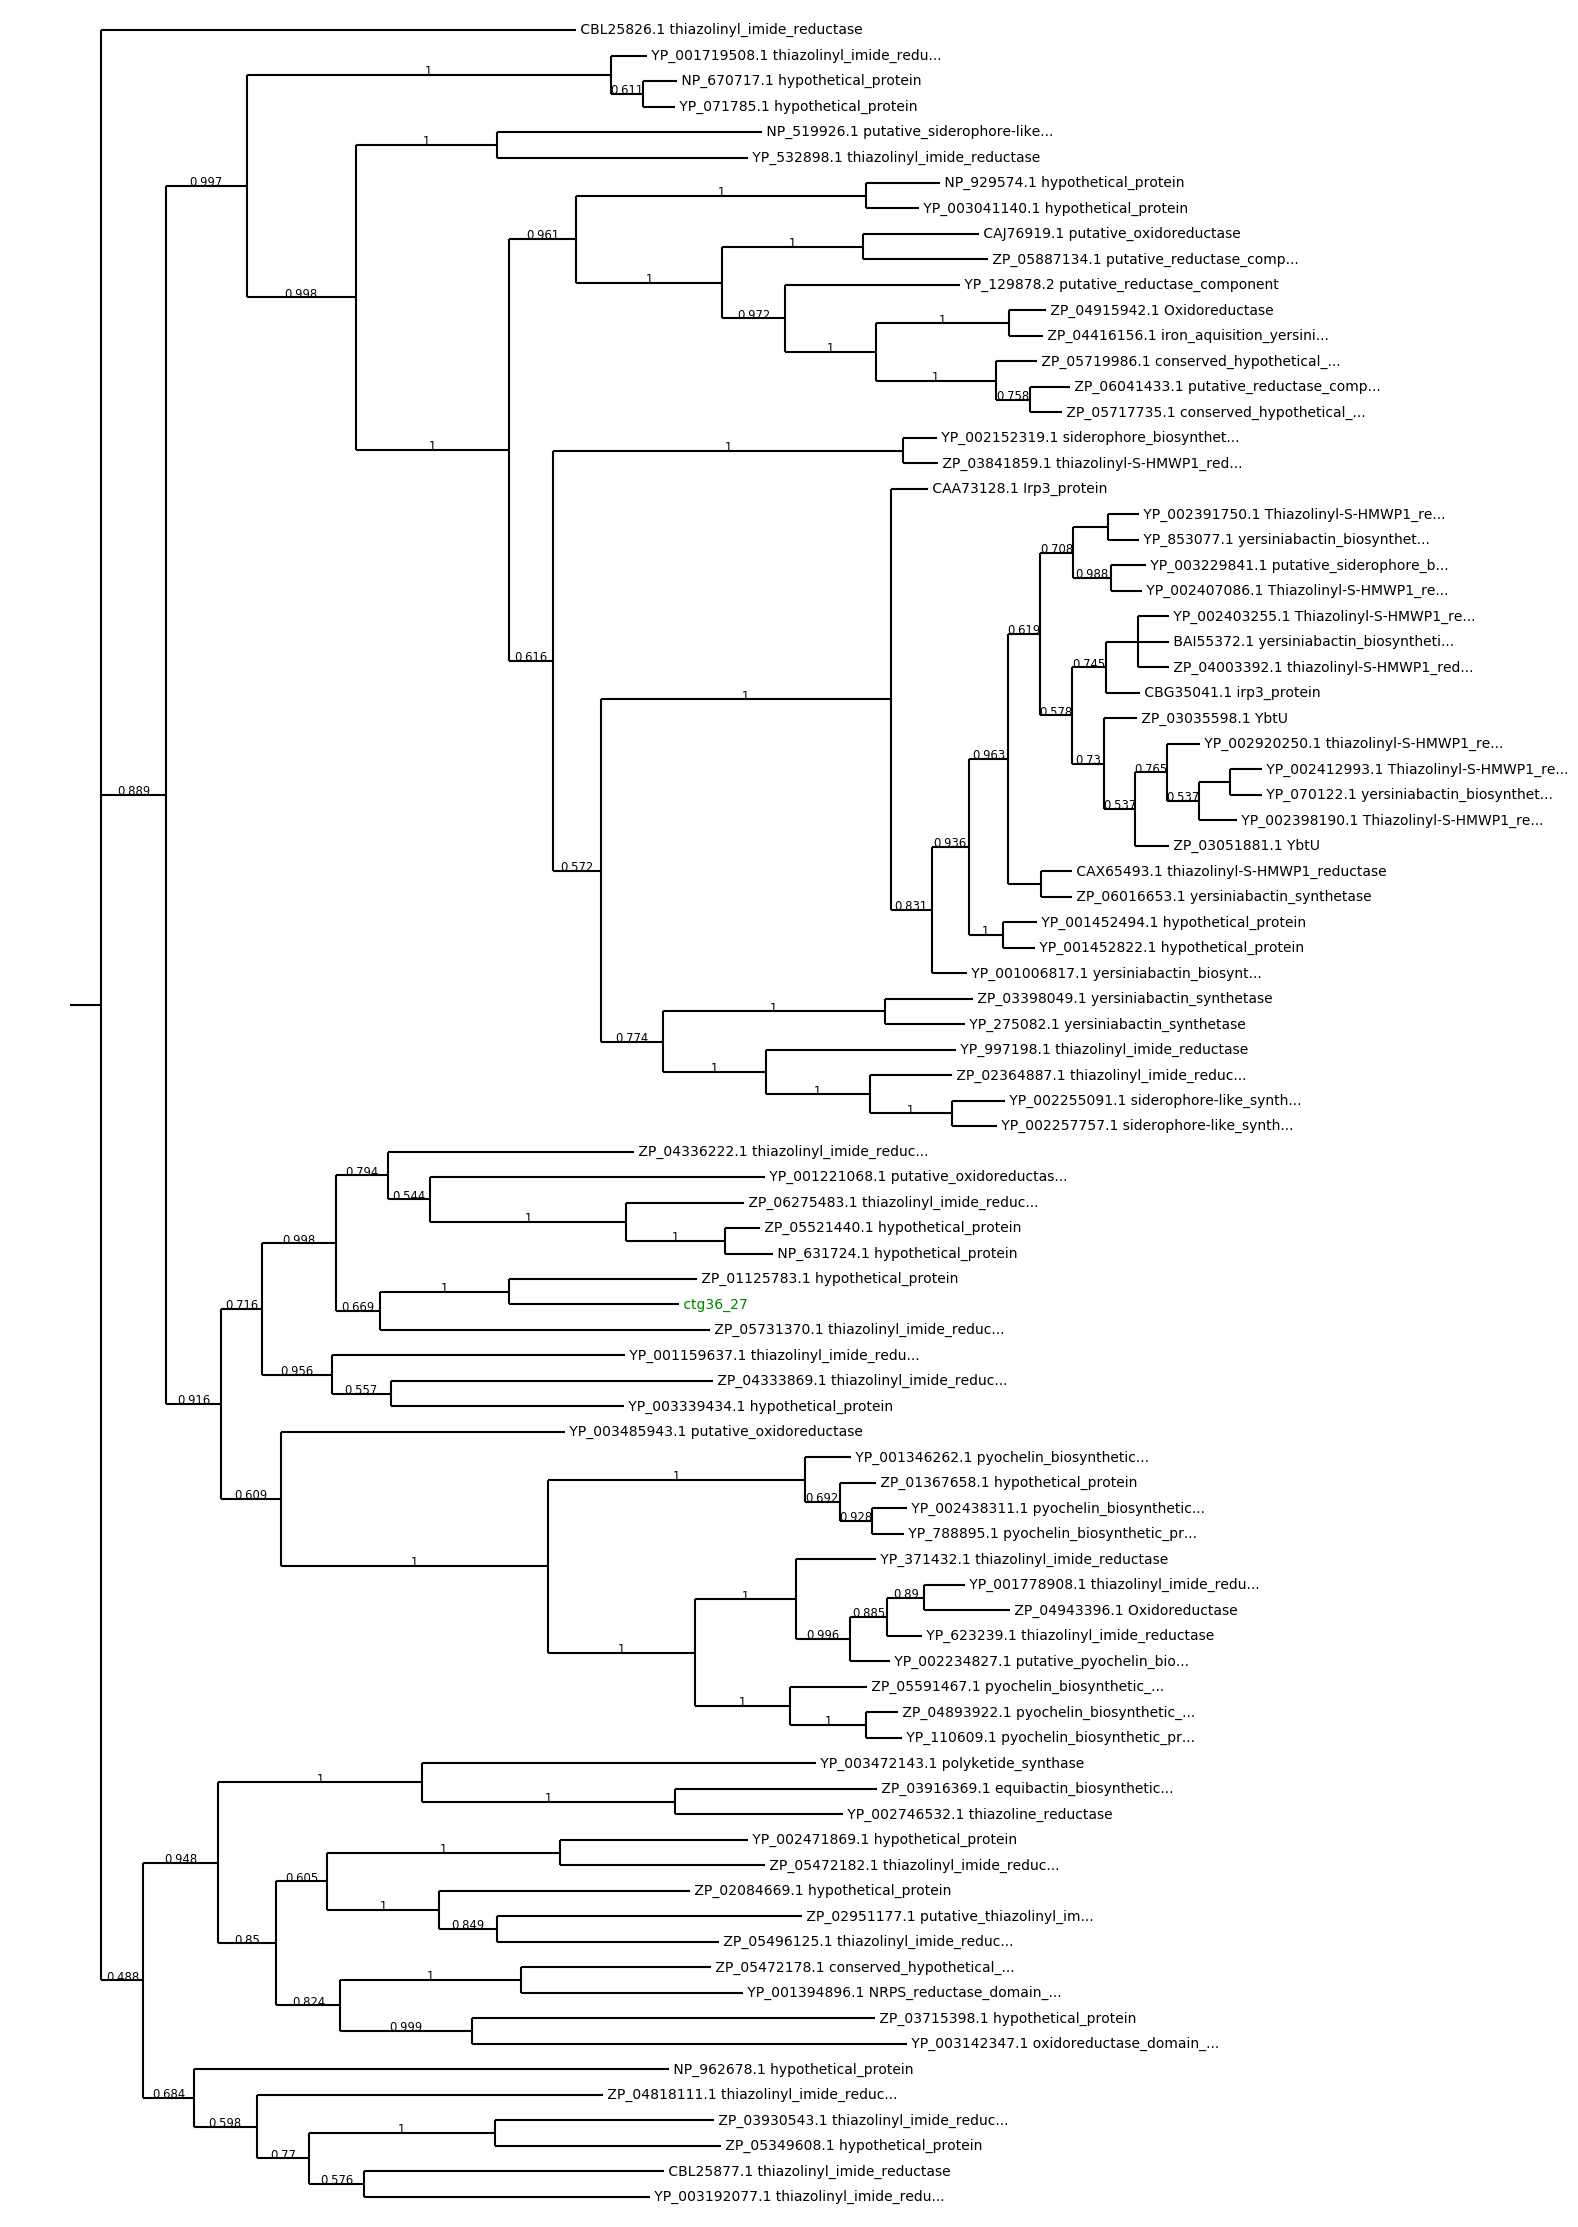 CBL25826.1 thiazolinyl_imide_reductase
YP_001719508.1 thiazolinyl_imide_redu...
1
NP_670717.1 hypothetical_protein
0.611
YP_071785.1 hypothetical_protein
NP_519926.1 putative_siderophore-like...
1
YP_532898.1 thiazolinyl_imide_reductase
0.997
NP_929574.1 hypothetical_protein
1
YP_003041140.1 hypothetical_protein
0.961
CAJ76919.1 putative_oxidoreductase
1
ZP_05887134.1 putative_reductase_comp...
1
YP_129878.2 putative_reductase_component
0.998
ZP_04915942.1 Oxidoreductase
0.972
1
ZP_04416156.1 iron_aquisition_yersini...
1
ZP_05719986.1 conserved_hypothetical_...
1
ZP_06041433.1 putative_reductase_comp...
0.758
ZP_05717735.1 conserved_hypothetical_...
YP_002152319.1 siderophore_biosynthet...
1
1
ZP_03841859.1 thiazolinyl-S-HMWP1_red...
CAA73128.1 Irp3_protein
YP_002391750.1 Thiazolinyl-S-HMWP1_re...
YP_853077.1 yersiniabactin_biosynthet...
0.708
YP_003229841.1 putative_siderophore_b...
0.988
YP_002407086.1 Thiazolinyl-S-HMWP1_re...
YP_002403255.1 Thiazolinyl-S-HMWP1_re...
0.619
BAI55372.1 yersiniabactin_biosyntheti...
0.616
0.745
ZP_04003392.1 thiazolinyl-S-HMWP1_red...
CBG35041.1 irp3_protein
1
0.578
ZP_03035598.1 YbtU
YP_002920250.1 thiazolinyl-S-HMWP1_re...
0.963
0.73
0.765
YP_002412993.1 Thiazolinyl-S-HMWP1_re...
0.889
0.537
YP_070122.1 yersiniabactin_biosynthet...
0.537
YP_002398190.1 Thiazolinyl-S-HMWP1_re...
0.936
ZP_03051881.1 YbtU
0.572
CAX65493.1 thiazolinyl-S-HMWP1_reductase
ZP_06016653.1 yersiniabactin_synthetase
0.831
YP_001452494.1 hypothetical_protein
1
YP_001452822.1 hypothetical_protein
YP_001006817.1 yersiniabactin_biosynt...
ZP_03398049.1 yersiniabactin_synthetase
1
YP_275082.1 yersiniabactin_synthetase
0.774
YP_997198.1 thiazolinyl_imide_reductase
1
ZP_02364887.1 thiazolinyl_imide_reduc...
1
YP_002255091.1 siderophore-like_synth...
1
YP_002257757.1 siderophore-like_synth...
ZP_04336222.1 thiazolinyl_imide_reduc...
0.794
YP_001221068.1 putative_oxidoreductas...
0.544
ZP_06275483.1 thiazolinyl_imide_reduc...
1
ZP_05521440.1 hypothetical_protein
0.998
1
NP_631724.1 hypothetical_protein
ZP_01125783.1 hypothetical_protein
1
0.716
0.669
ctg36_27
ZP_05731370.1 thiazolinyl_imide_reduc...
YP_001159637.1 thiazolinyl_imide_redu...
0.956
ZP_04333869.1 thiazolinyl_imide_reduc...
0.557
0.916
YP_003339434.1 hypothetical_protein
YP_003485943.1 putative_oxidoreductase
YP_001346262.1 pyochelin_biosynthetic...
1
ZP_01367658.1 hypothetical_protein
0.609
0.692
YP_002438311.1 pyochelin_biosynthetic...
0.928
YP_788895.1 pyochelin_biosynthetic_pr...
1
YP_371432.1 thiazolinyl_imide_reductase
YP_001778908.1 thiazolinyl_imide_redu...
1
0.89
ZP_04943396.1 Oxidoreductase
0.885
0.996
YP_623239.1 thiazolinyl_imide_reductase
1
YP_002234827.1 putative_pyochelin_bio...
ZP_05591467.1 pyochelin_biosynthetic_...
1
ZP_04893922.1 pyochelin_biosynthetic_...
1
YP_110609.1 pyochelin_biosynthetic_pr...
YP_003472143.1 polyketide_synthase
1
ZP_03916369.1 equibactin_biosynthetic...
1
YP_002746532.1 thiazoline_reductase
YP_002471869.1 hypothetical_protein
1
0.948
ZP_05472182.1 thiazolinyl_imide_reduc...
0.605
ZP_02084669.1 hypothetical_protein
1
ZP_02951177.1 putative_thiazolinyl_im...
0.849
0.85
ZP_05496125.1 thiazolinyl_imide_reduc...
ZP_05472178.1 conserved_hypothetical_...
0.488
1
YP_001394896.1 NRPS_reductase_domain_...
0.824
ZP_03715398.1 hypothetical_protein
0.999
YP_003142347.1 oxidoreductase_domain_...
NP_962678.1 hypothetical_protein
0.684
ZP_04818111.1 thiazolinyl_imide_reduc...
0.598
ZP_03930543.1 thiazolinyl_imide_reduc...
1
ZP_05349608.1 hypothetical_protein
0.77
CBL25877.1 thiazolinyl_imide_reductase
0.576
YP_003192077.1 thiazolinyl_imide_redu...